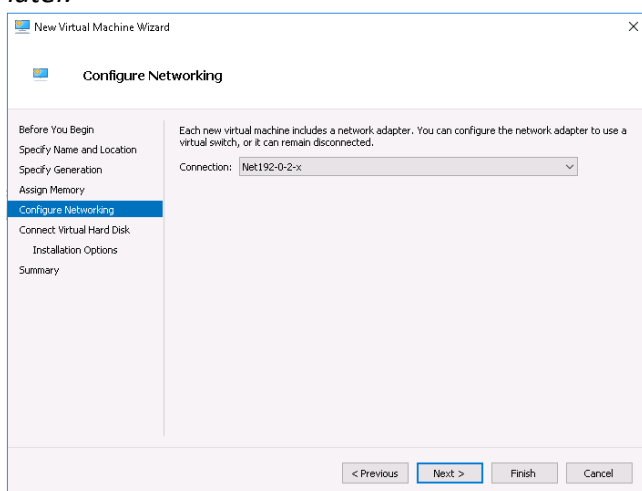 later.
New Virtual Machine Wizard
Configure Networking
Before You Begin
Specify Name and Location
Specify Generation
Assign Memory
Configure Networking
Connect Virtual Hard Disk
Installation Options
Summary
Each new virtual machine includes a network adapter. You can configure the network adapter to use a
virtual switch, or it can remain disconnected.
Connection: Net192-0-2-x
< Previous Next > Finish Cancel